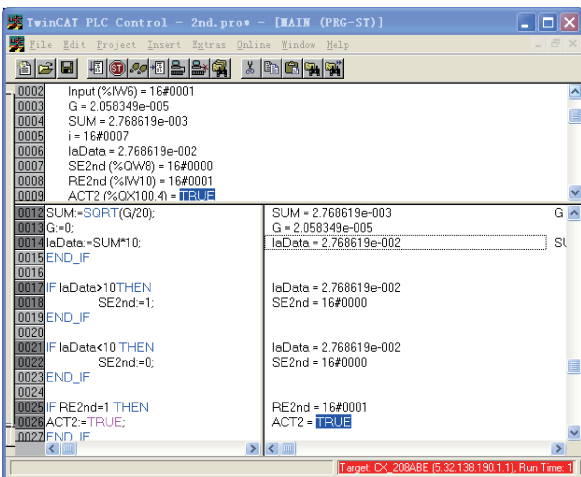 TwinCAT PLC Control - 2nd.pro* - [MAIN (PRG-ST)]
File Edit Project Insert Extras Online Window Help
0002 Input (%IW6) = 16#0001
0003 G = 2.058349e-005
0004 SUM = 2.768619e-003
0005 i = 16#0007
0006 IaData = 2.768619e-002
0007 SE2nd (%QW8) = 16#0000
0008 RE2nd (%IW10) = 16#0001
0009 ACT2 (%QX100.4) = TRUE
0012 SUM:=SQRT(G/20); SUM = 2.768619e-003 G
0013 G:=0; G = 2.058349e-005
0014 IaData:=SUM*10; IaData = 2.768619e-002 SU
0015 END_IF
0016
0017 IF IaData>10THEN IaData = 2.768619e-002
0018 SE2nd:=1; SE2nd = 16#0000
0019 END_IF
0020
0021 IF IaData<10 THEN IaData = 2.768619e-002
0022 SE2nd:=0; SE2nd = 16#0000
0023 END_IF
0024
0025 IF RE2nd=1 THEN RE2nd = 16#0001
0026 ACT2:=TRUE; ACT2 = TRUE
0027 END_IF
Target: CX_208ABE (5.32.138.190.1.1), Run Time: 1